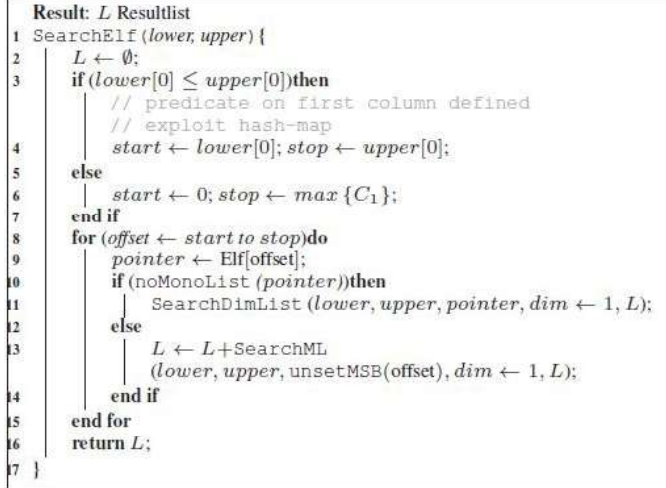 Result: L Resultlist
1 SearchElf (lower, upper) {
2 L ← ∅;
3 if (lower[0] ≤ upper[0])then
// predicate on first column defined
// exploit hash-map
4 start ← lower[0]; stop ← upper[0];
5 else
6 start ← 0; stop ← max {C₁};
7 end if
8 for (offset ← start to stop)do
9 pointer ← Elf[offset];
10 if (noMonoList (pointer))then
11 SearchDimList (lower, upper, pointer, dim ← 1, L);
12 else
13 L ← L+SearchML
(lower, upper, unsetMSB(offset), dim ← 1, L);
14 end if
15 end for
16 return L;
17 }